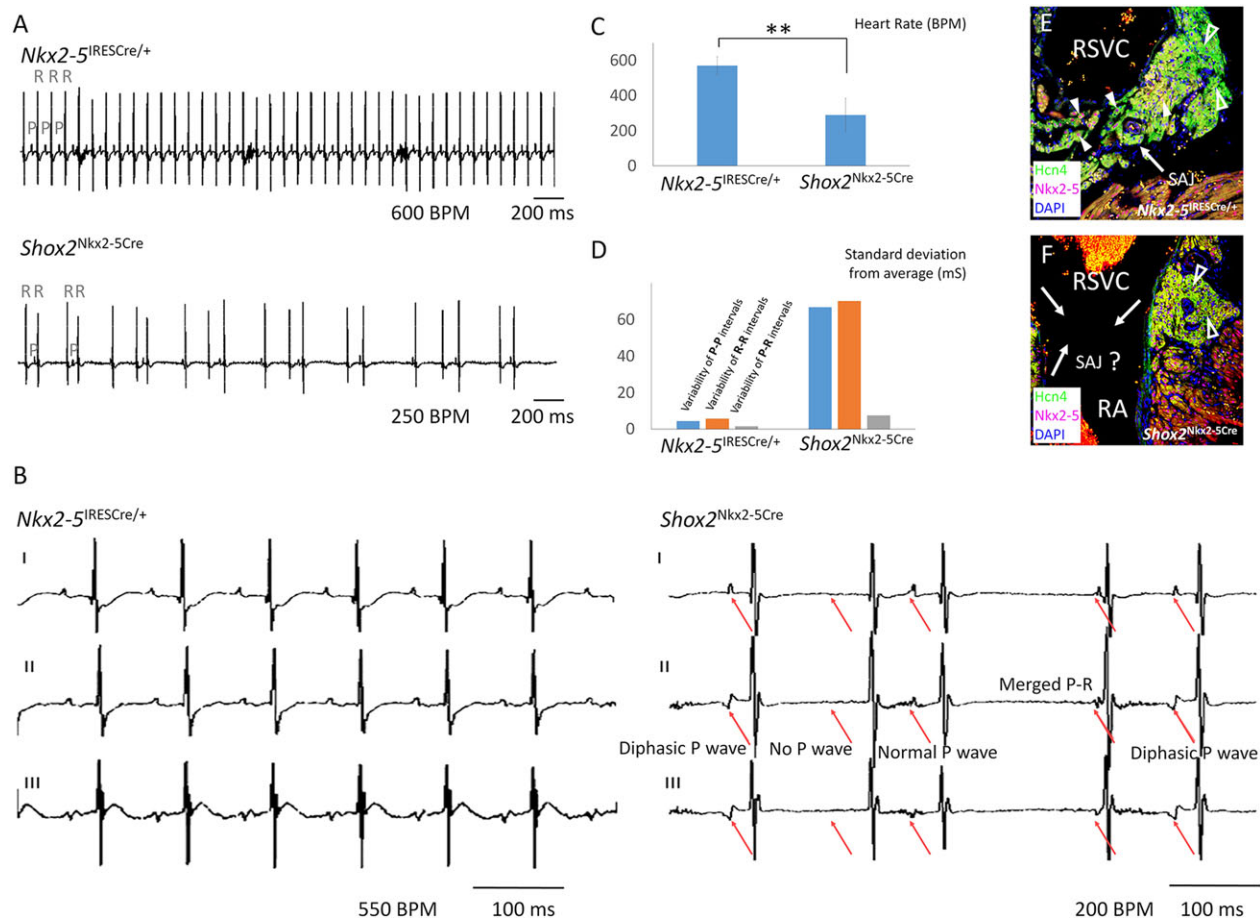 A
Nkx2-5IRESCre/+
R R R
P P P
600 BPM
200 ms
Shox2Nkx2-5Cre
R R
RR
P
P
250 BPM
200 ms
C
Heart Rate (BPM)
**
600
400
200
0
Nkx2-5IRESCre/+
Shox2Nkx2-5Cre
D
Standard deviation
from average (mS)
60
40
20
0
Variability of P-P intervals
Variability of R-R intervals
Variability of P-R intervals
Nkx2-5IRESCre/+
Shox2Nkx2-5Cre
E
RSVC
SAJ
Hcn4
Nkx2-5
DAPI
Nkx2-5IRESCre/+
F
RSVC
SAJ ?
RA
Hcn4
Nkx2-5
DAPI
Shox2Nkx2-5Cre
B
Nkx2-5IRESCre/+
I
II
III
550 BPM
100 ms
Shox2Nkx2-5Cre
I
II
Merged P-R
Diphasic P wave
No P wave
Normal P wave
Diphasic P wave
III
200 BPM
100 ms